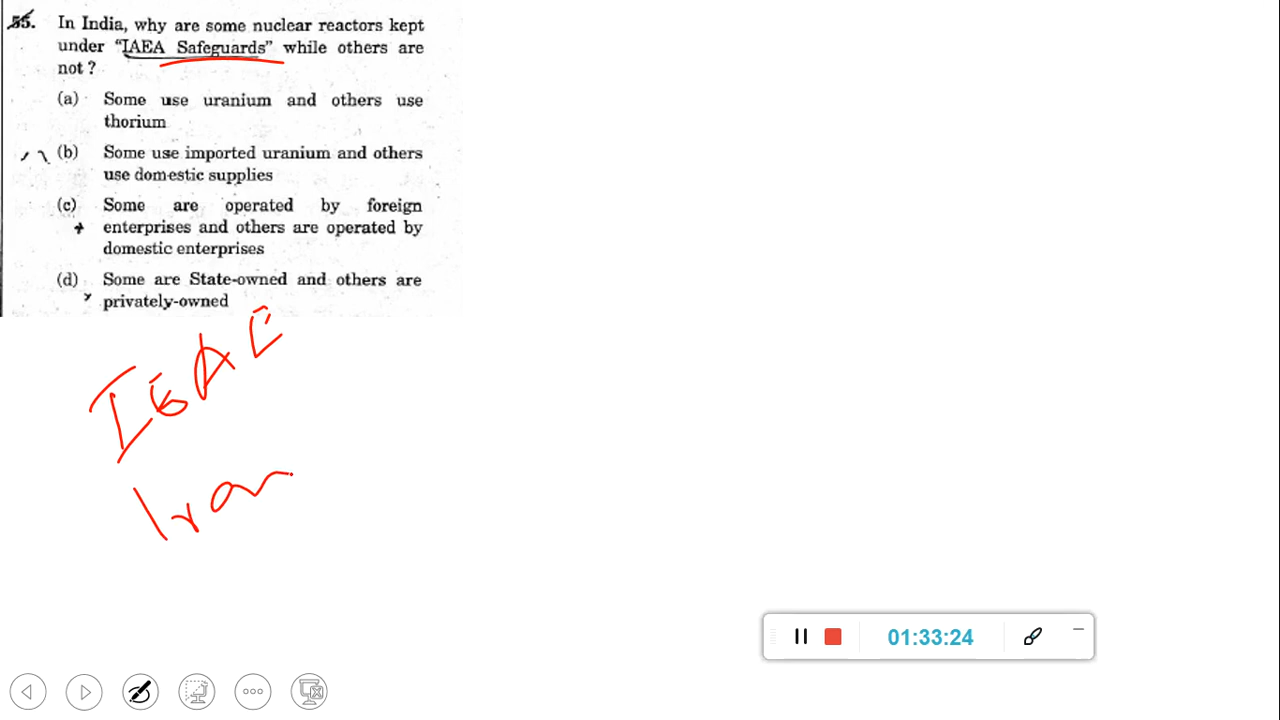 55. In India, why are some nuclear reactors kept
under "IAEA Safeguards" while others are
not ?
(a) Some use uranium and others use
thorium
(b) Some use imported uranium and others
use domestic supplies
(c) Some are operated by foreign
enterprises and others are operated by
domestic enterprises
(d) Some are State-owned and others are
privately-owned
IEAE
Iran
01:33:24